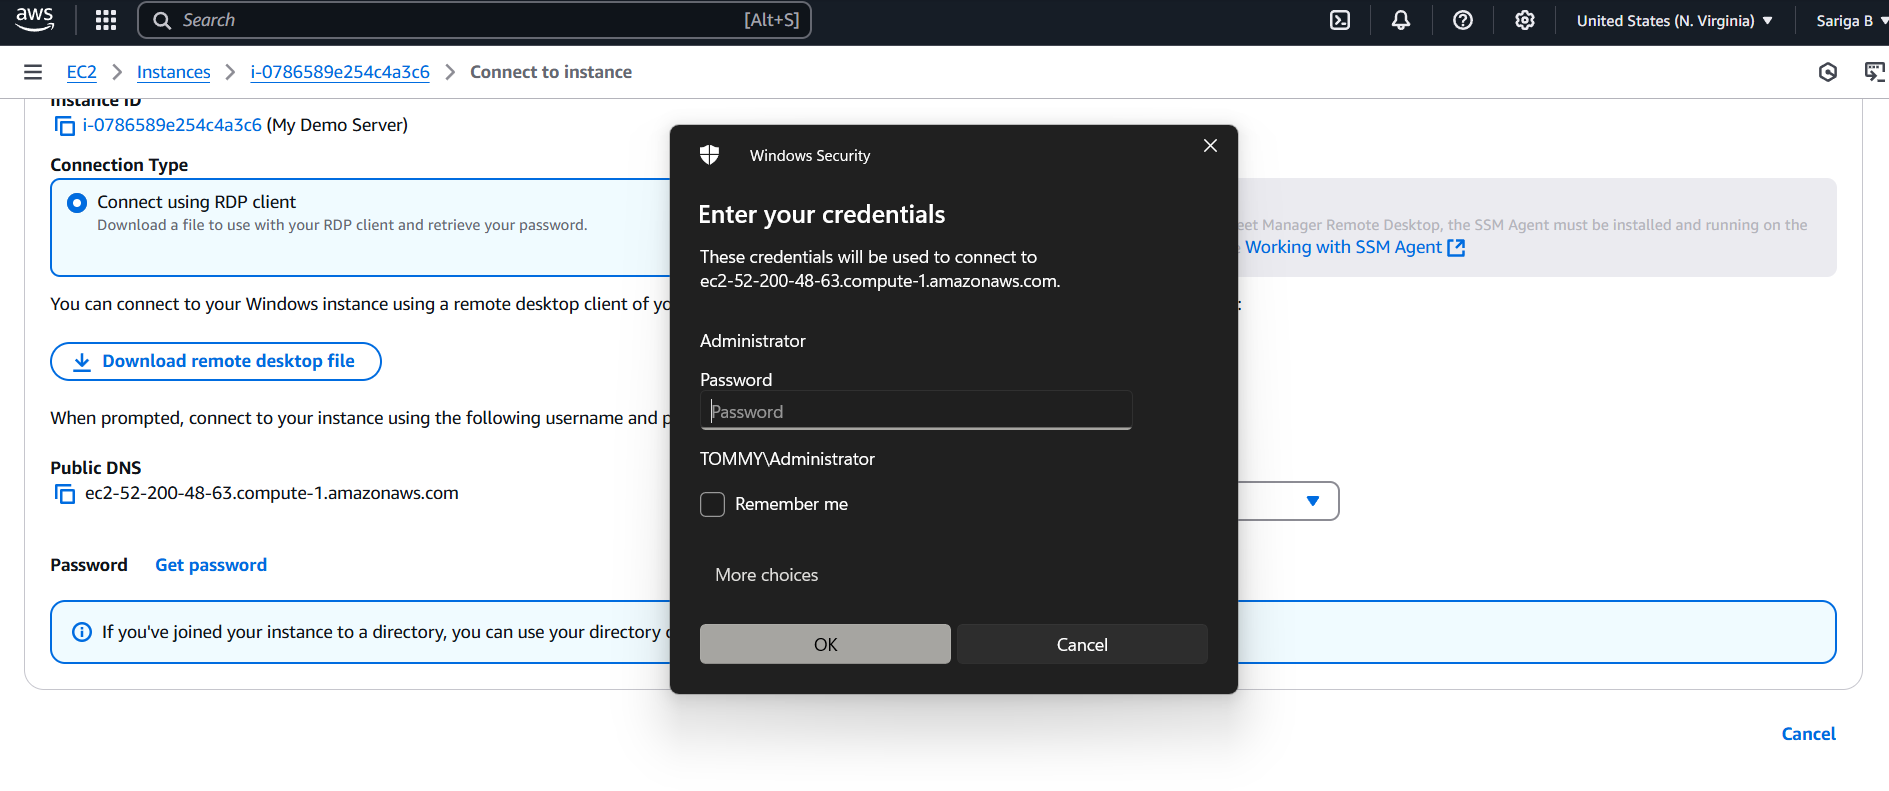 aws
Search [Alt+S]
United States (N. Virginia)
Sariga B
EC2
Instances
i-0786589e254c4a3c6
Connect to instance
Instance ID
i-0786589e254c4a3c6 (My Demo Server)
Connection Type
Connect using RDP client
Download a file to use with your RDP client and retrieve your password.
Manager Remote Desktop, the SSM Agent must be installed and running on the
Working with SSM Agent
You can connect to your Windows instance using a remote desktop client of
:
Download remote desktop file
When prompted, connect to your instance using the following username and
Public DNS
ec2-52-200-48-63.compute-1.amazonaws.com
Password Get password
If you've joined your instance to a directory, you can use your directory
Cancel
Windows Security
Enter your credentials
These credentials will be used to connect to
ec2-52-200-48-63.compute-1.amazonaws.com.
Administrator
Password
Password
TOMMY\Administrator
Remember me
More choices
OK
Cancel